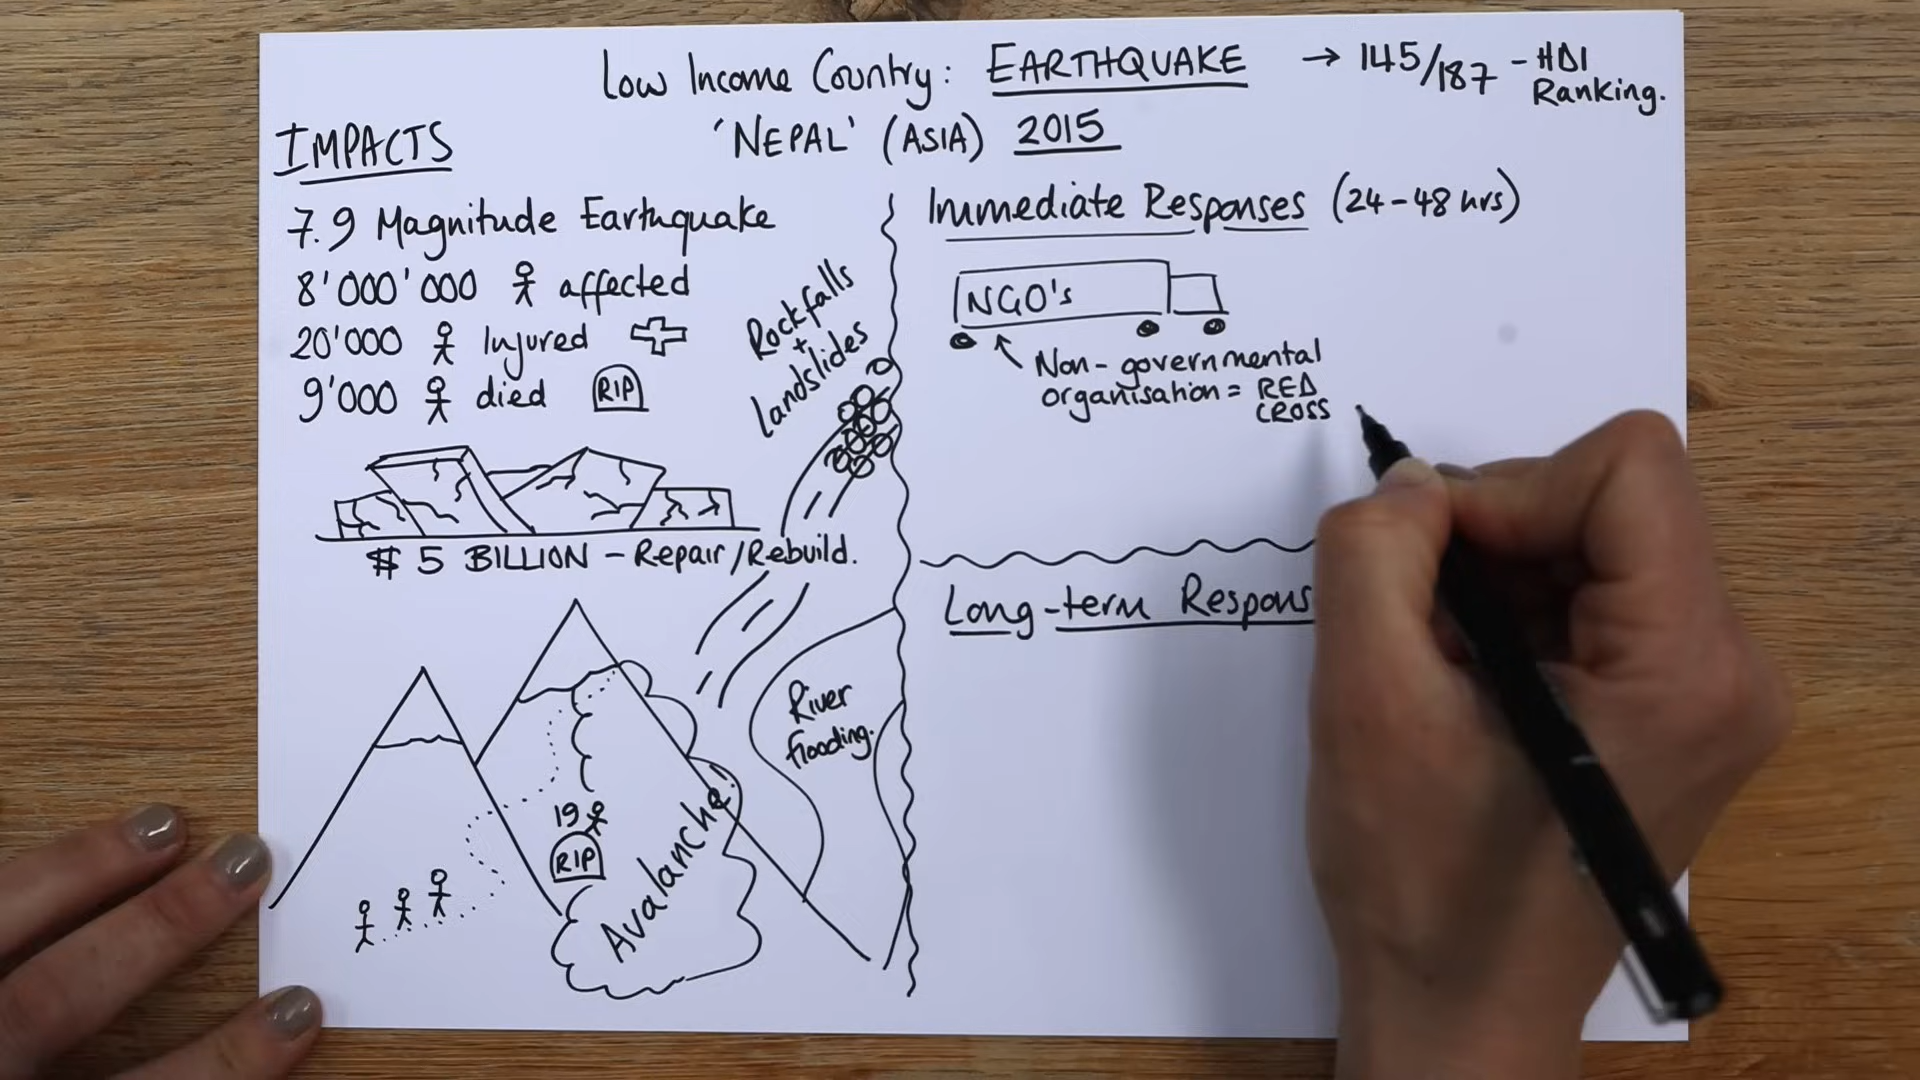 Low Income Country: EARTHQUAKE → 145/187 - HDI Ranking.
'NEPAL' (ASIA) 2015
IMPACTS
7.9 Magnitude Earthquake
8'000'000 affected
20'000 Injured
9'000 died RIP
$ 5 BILLION - Repair/Rebuild.
Rockfalls
+
Landslides
River
flooding.
19
RIP
Avalanche!
Immediate Responses (24-48 hrs)
NGO's
Non-governmental
organisation = RED
CROSS
Long-term Respons